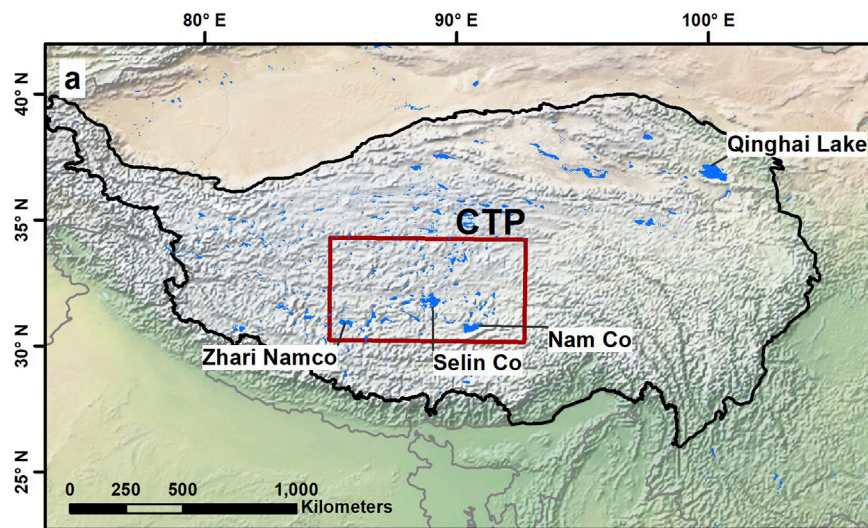 80° E 90° E 100° E
a
40° N
Qinghai Lake
35° N
CTP
30° N
Zhari Namco
Selin Co
Nam Co
25° N
0 250 500 1,000
Kilometers